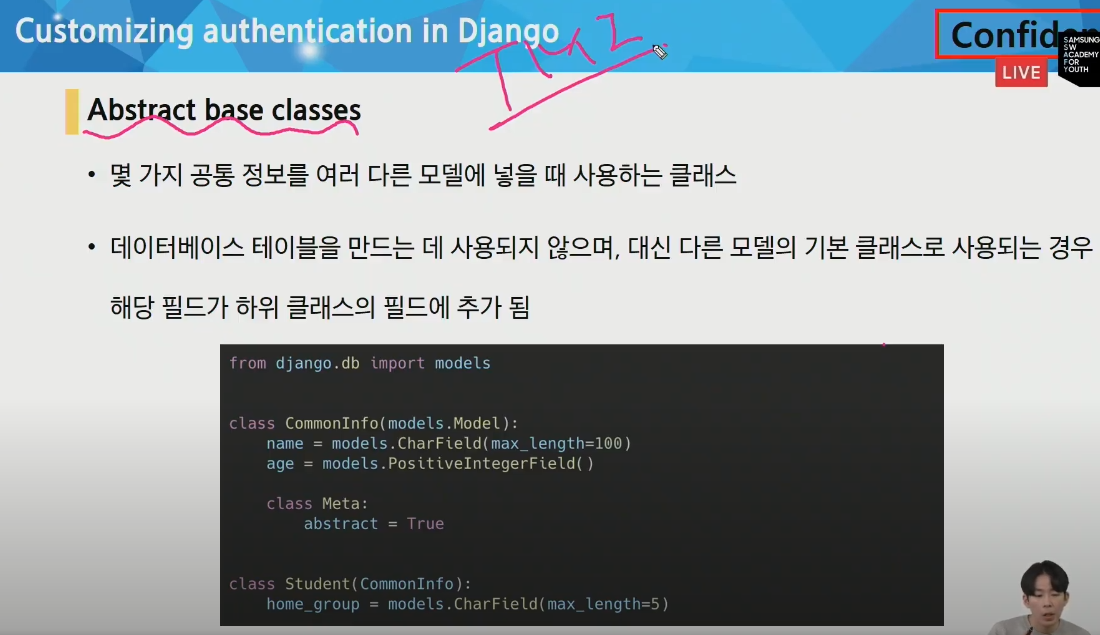 Customizing authentication in Django
Confiden
LIVE
SAMSUNG
SW
ACADEMY
FOR
YOUTH
Abstract base classes
• 몇 가지 공통 정보를 여러 다른 모델에 넣을 때 사용하는 클래스
• 데이터베이스 테이블을 만드는 데 사용되지 않으며, 대신 다른 모델의 기본 클래스로 사용되는 경우
해당 필드가 하위 클래스의 필드에 추가 됨
from django.db import models
class CommonInfo(models.Model):
name = models.CharField(max_length=100)
age = models.PositiveIntegerField()
class Meta:
abstract = True
class Student(CommonInfo):
home_group = models.CharField(max_length=5)